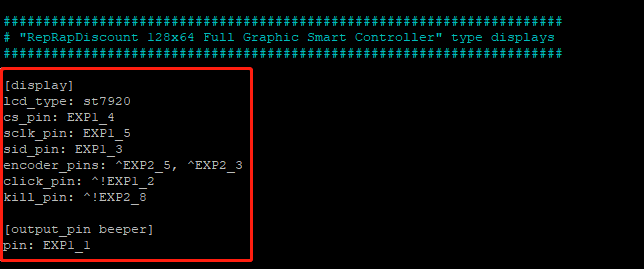 #####################################################################
# "RepRapDiscount 128x64 Full Graphic Smart Controller" type displays
#####################################################################
[display]
lcd_type: st7920
cs_pin: EXP1_4
sclk_pin: EXP1_5
sid_pin: EXP1_3
encoder_pins: ^EXP2_5, ^EXP2_3
click_pin: ^!EXP1_2
kill_pin: ^!EXP2_8
[output_pin beeper]
pin: EXP1_1